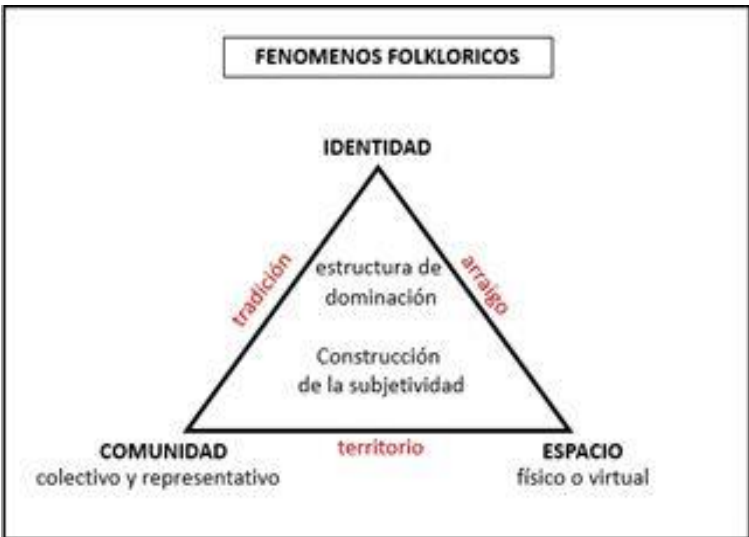 FENOMENOS FOLKLORICOS
IDENTIDAD
tradición
arraigo
estructura de
dominación
Construcción
de la subjetividad
territorio
COMUNIDAD
colectivo y representativo
ESPACIO
físico o virtual